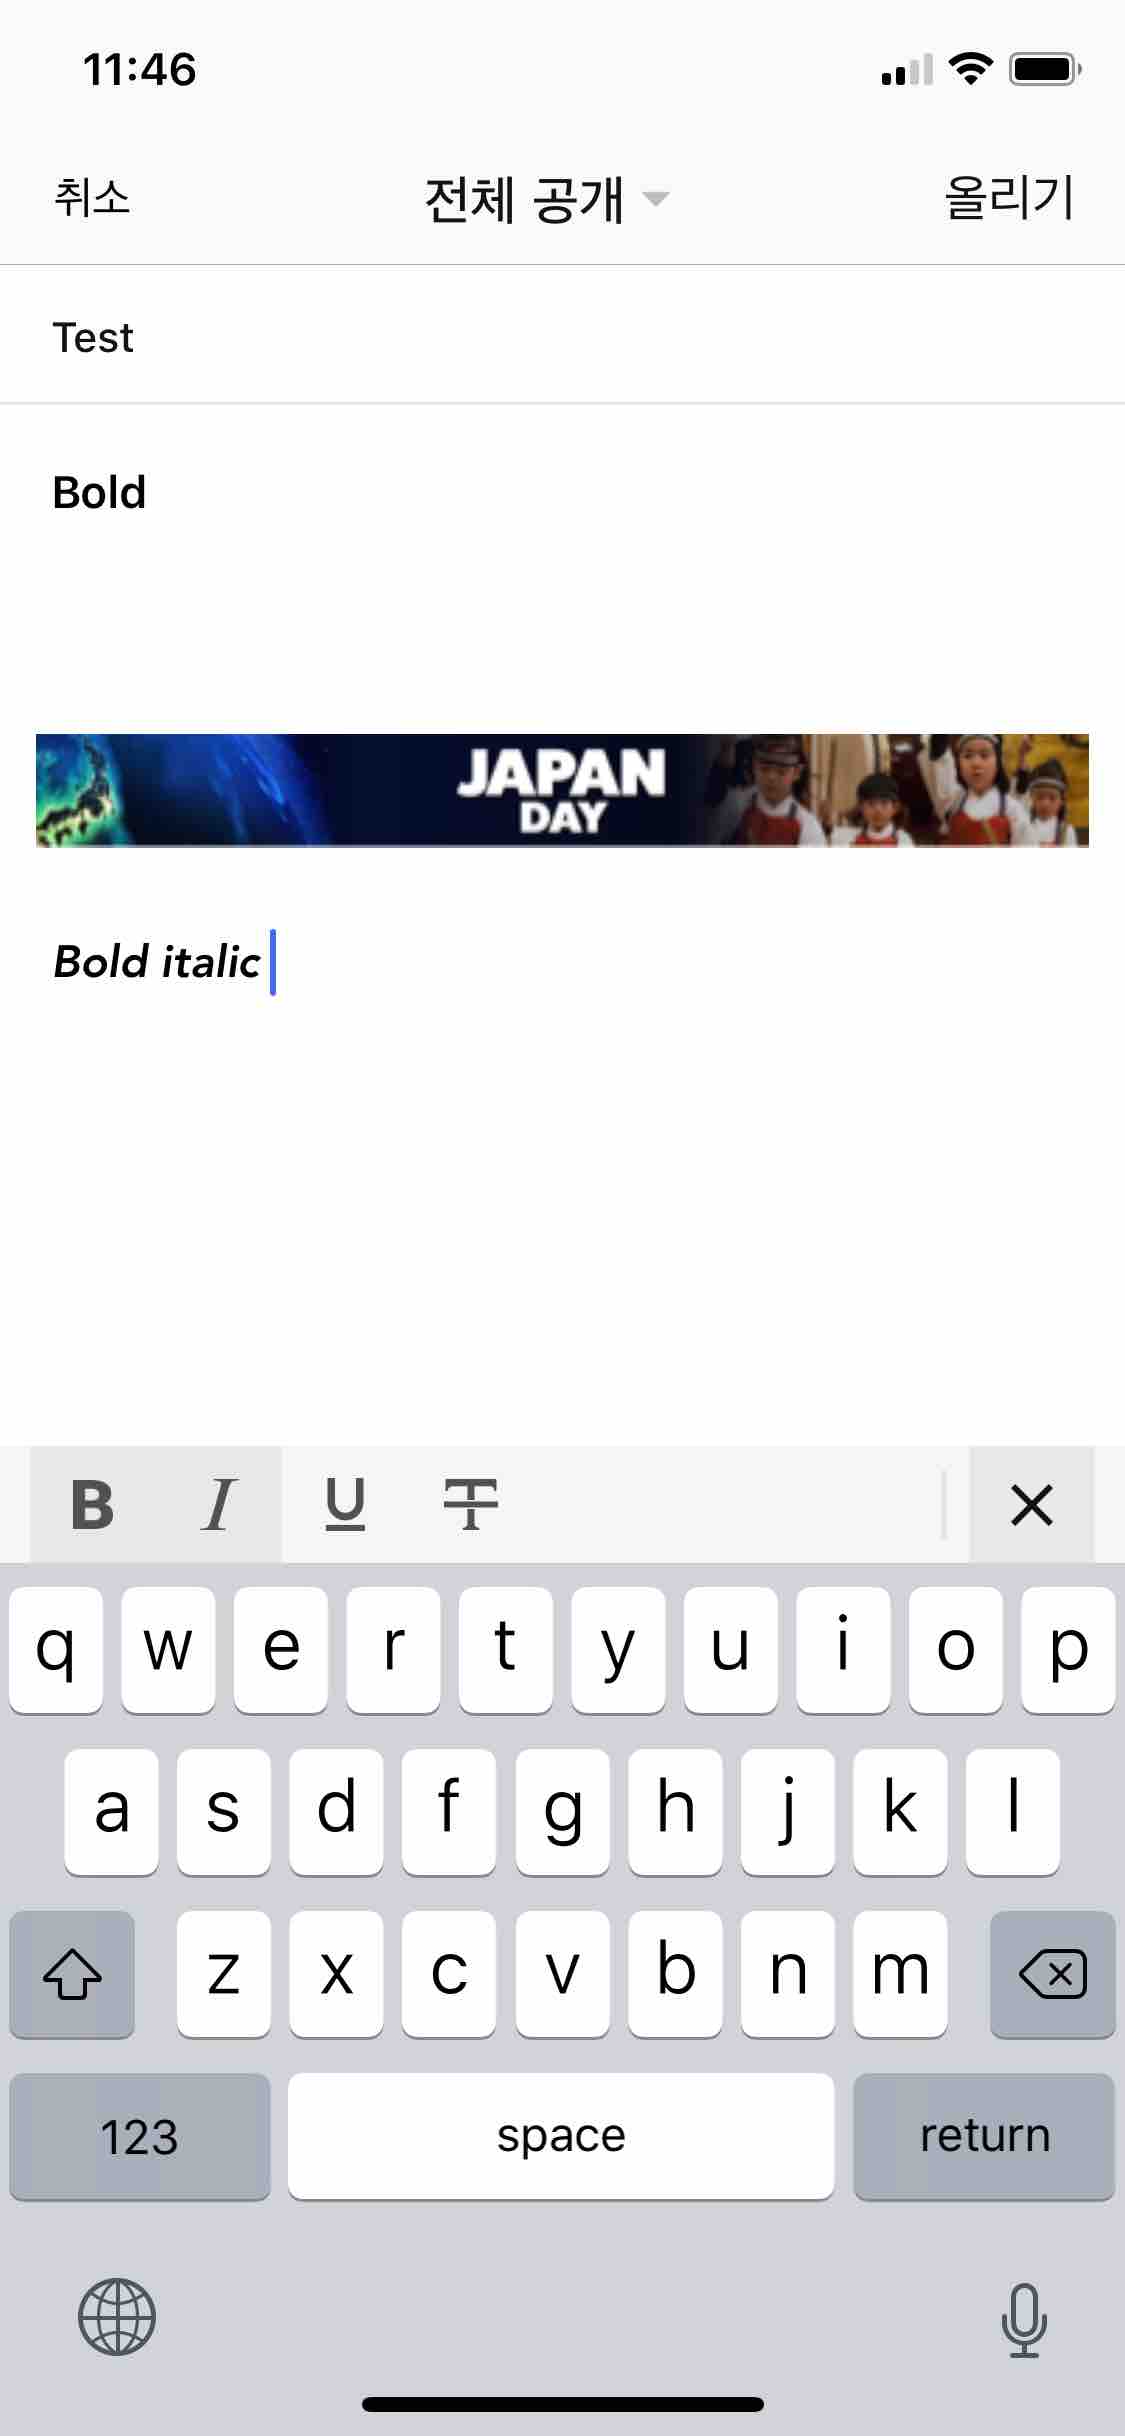 11:46
취소 전체 공개 올리기
Test
Bold
JAPAN
DAY
Bold italic
B I U T
q w e r t y u i o p
a s d f g h j k l
z x c v b n m
123 space return